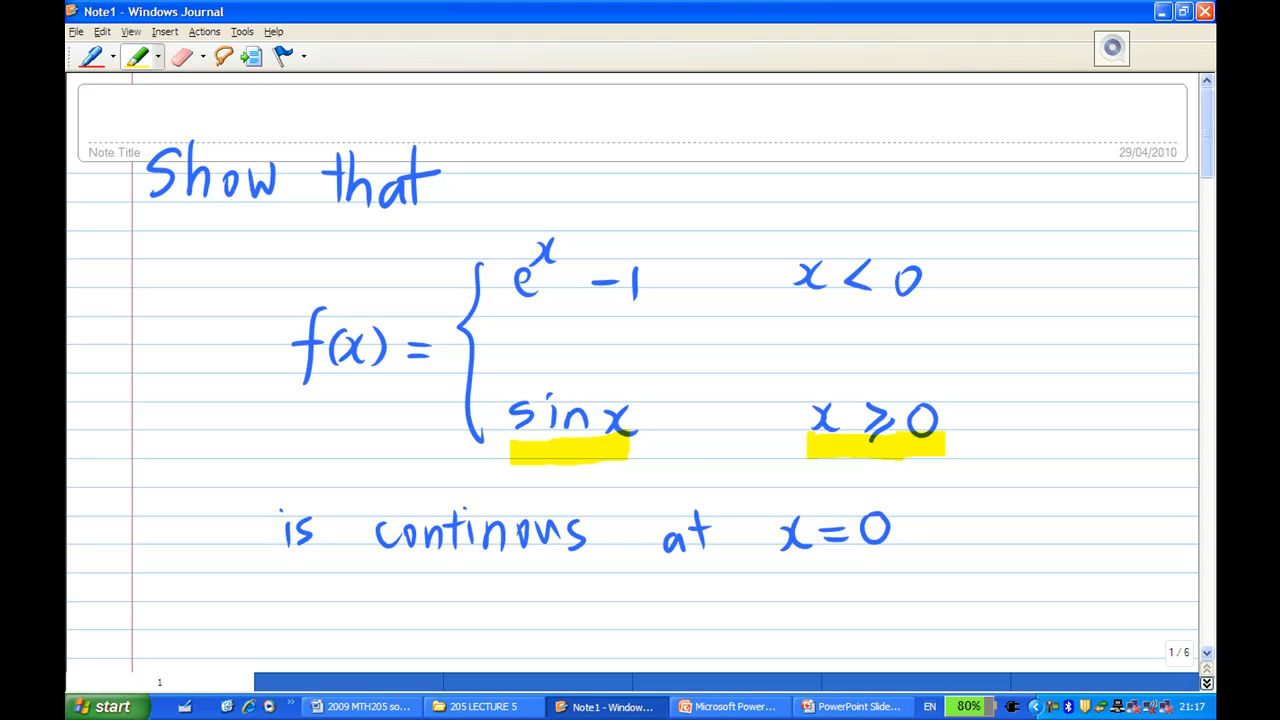 Note1 - Windows Journal
File Edit View Insert Actions Tools Help
Note Title
29/04/2010
Show that
f(x) = { e^x - 1 x < 0
sin x x ⩾ 0
is continous at x = 0
1 / 6
1
start 2009 MTH205 so... 205 LECTURE 5 Note1 - Window... Microsoft Power... PowerPoint Slide... EN 80% 21:17